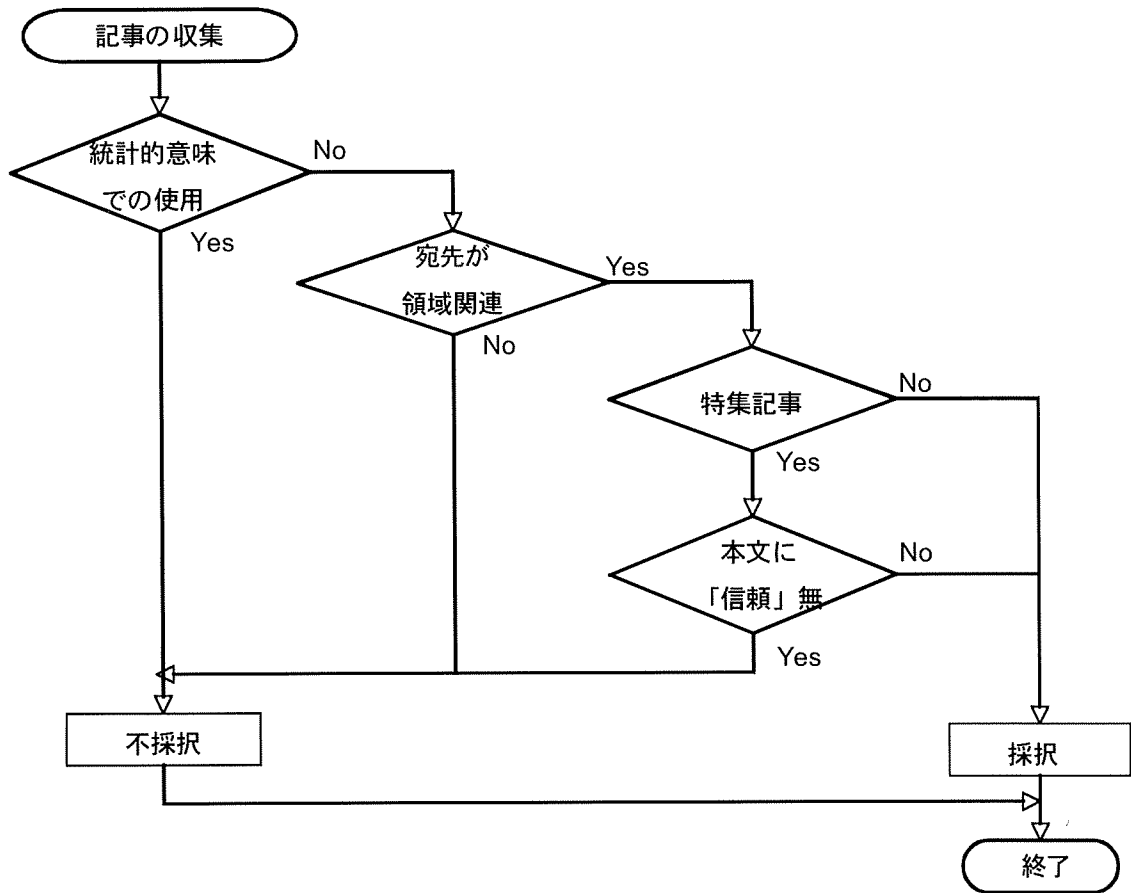 記事の収集
統計的意味
での使用
No
Yes
宛先が
領域関連
Yes
No
特集記事
No
Yes
本文に
「信頼」無
No
Yes
不採択
採択
終了